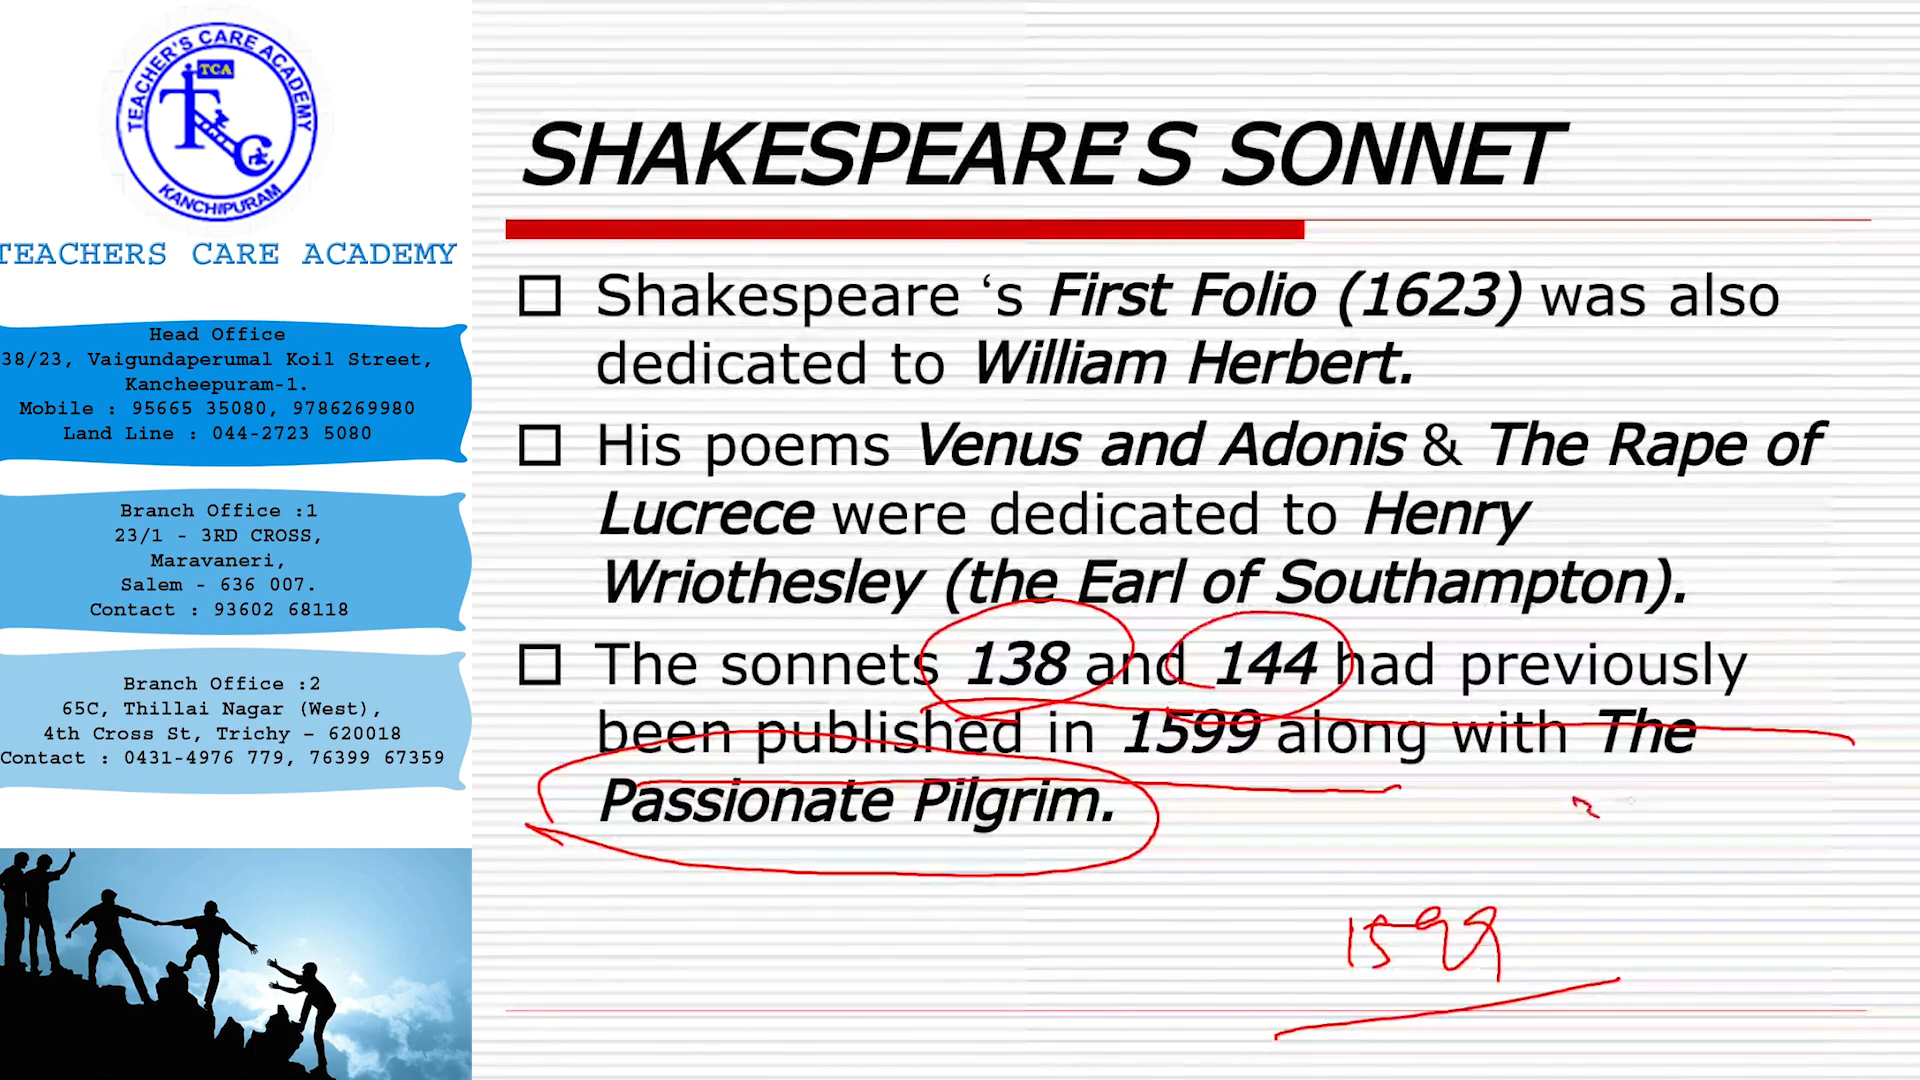 TEACHER'S CARE ACADEMY
TCA
KANCHIPURAM
TEACHERS CARE ACADEMY
Head Office
38/23, Vaigundaperumal Koil Street,
Kancheepuram-1.
Mobile : 95665 35080, 9786269980
Land Line : 044-2723 5080
Branch Office :1
23/1 - 3RD CROSS,
Maravaneri,
Salem - 636 007.
Contact : 93602 68118
Branch Office :2
65C, Thillai Nagar (West),
4th Cross St, Trichy – 620018
Contact : 0431-4976 779, 76399 67359
SHAKESPEARE'S SONNET
Shakespeare ‘s First Folio (1623) was also
dedicated to William Herbert.
His poems Venus and Adonis & The Rape of
Lucrece were dedicated to Henry
Wriothesley (the Earl of Southampton).
The sonnets 138 and 144 had previously
been published in 1599 along with The
Passionate Pilgrim.
1599